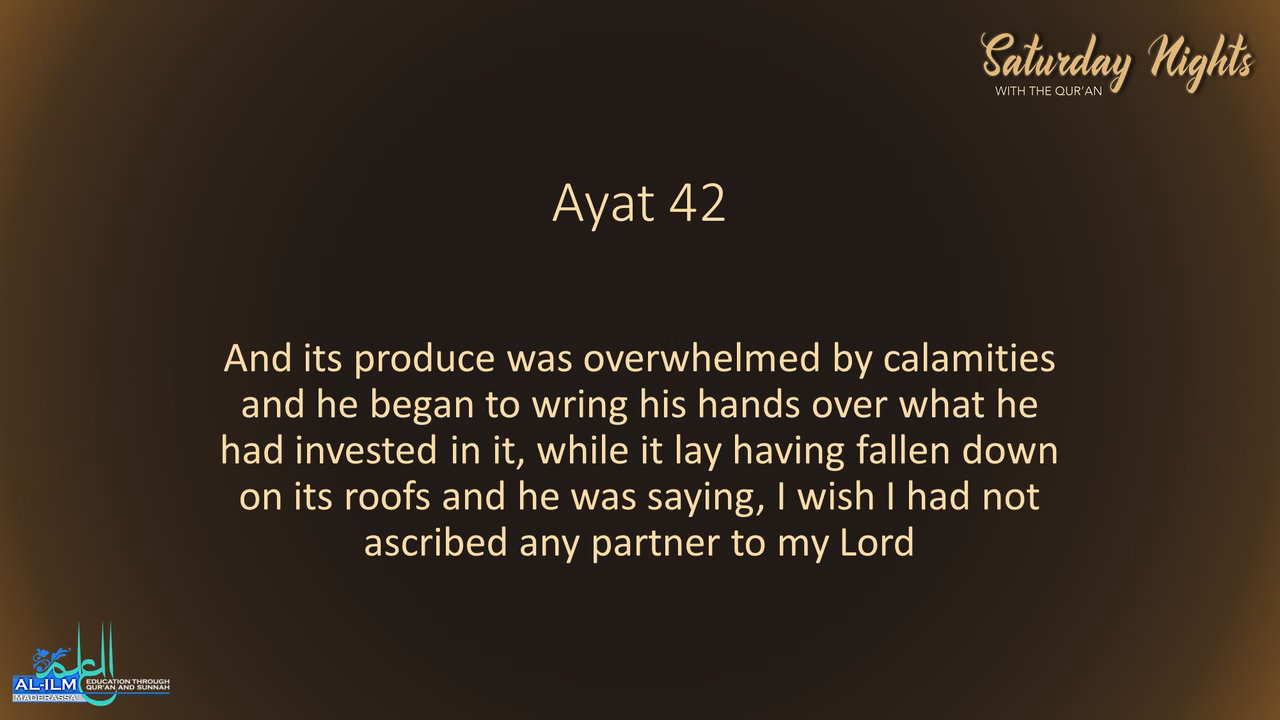 Saturday Nights
WITH THE QUR'AN
Ayat 42
And its produce was overwhelmed by calamities
and he began to wring his hands over what he
had invested in it, while it lay having fallen down
on its roofs and he was saying, I wish I had not
ascribed any partner to my Lord
العلم
AL-ILM
MADERASSA
EDUCATION THROUGH
QUR'AN AND SUNNAH